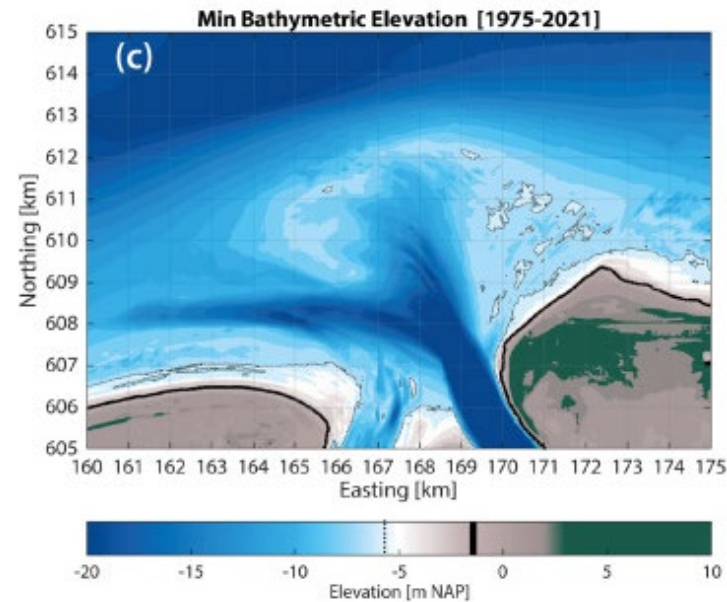 Min Bathymetric Elevation [1975-2021]
(c)
615
614
613
612
611
610
609
608
607
606
605
Northing [km]
160 161 162 163 164 165 166 167 168 169 170 171 172 173 174 175
Easting [km]
-20 -15 -10 -5 0 5 10
Elevation [m NAP]